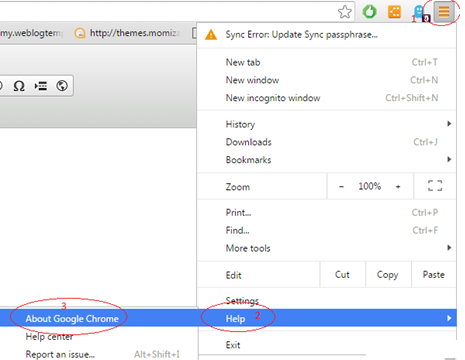 my.weblogtemp
http://themes.momiza
1
Sync Error: Update Sync passphrase...
New tab Ctrl+T
New window Ctrl+N
New incognito window Ctrl+Shift+N
History
Downloads Ctrl+J
Bookmarks
Zoom - 100% +
Print... Ctrl+P
Find... Ctrl+F
More tools
Edit Cut Copy Paste
Settings
Help 2
Exit
3
About Google Chrome
Help center
Report an issue... Alt+Shift+I